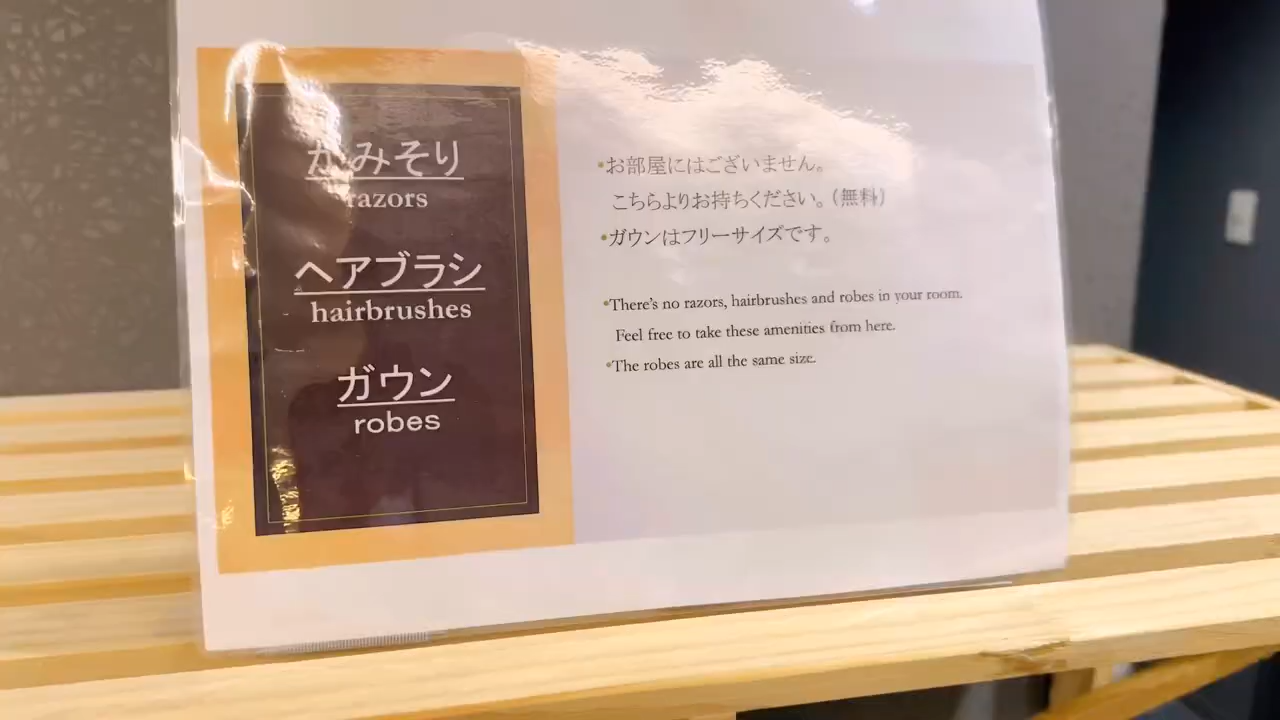 かみそり
razors
ヘアブラシ
hairbrushes
ガウン
robes
•お部屋にはございません。
こちらよりお持ちください。（無料）
•ガウンはフリーサイズです。
•There's no razors, hairbrushes and robes in your room.
Feel free to take these amenities from here.
•The robes are all the same size.